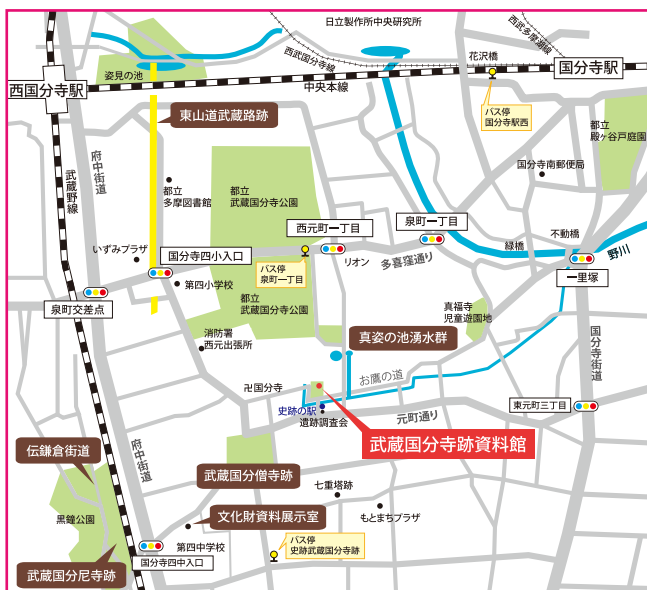 日立製作所中央研究所
西武国分寺線
西武多摩湖線
花沢橋
国分寺駅
姿見の池
西国分寺駅
中央本線
バス停
国分寺駅西
東山道武蔵路跡
都立
殿ヶ谷戸庭園
府中街道
武蔵野線
国分寺南郵便局
都立
多摩図書館
都立
武蔵国分寺公園
西元町一丁目
泉町一丁目
いずみプラザ
国分寺四小入口
リオン
多喜窪通り
緑橋
不動橋
野川
バス停
泉町一丁目
一里塚
第四小学校
泉町交差点
都立
武蔵国分寺公園
真福寺
児童遊園地
消防署
西元出張所
真姿の池湧水群
国分寺街道
お鷹の道
卍国分寺
史跡の駅
遺跡調査会
元町通り
東元町三丁目
武蔵国分寺跡資料館
府中街道
伝鎌倉街道
武蔵国分僧寺跡
七重塔跡
黒鐘公園
文化財資料展示室
もとまちプラザ
第四中学校
バス停
史跡武蔵国分寺跡
国分寺四中入口
武蔵国分尼寺跡